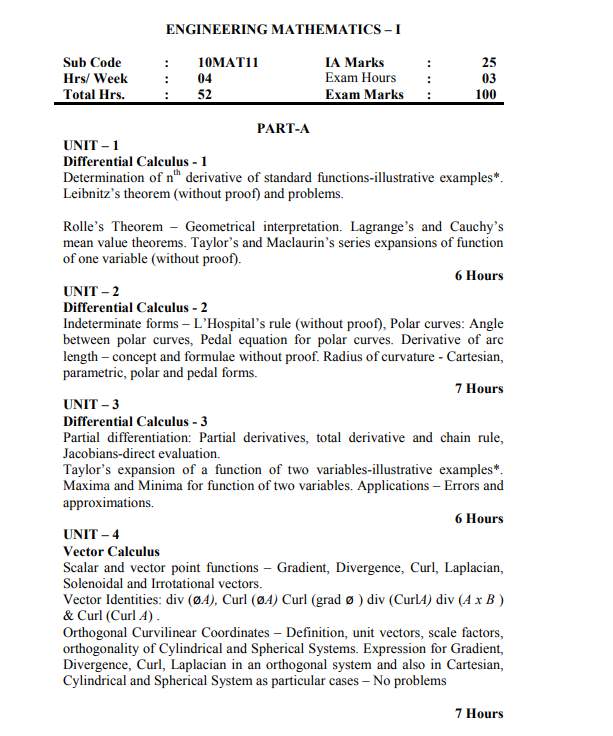 ENGINEERING MATHEMATICS – I
Sub Code : 10MAT11 IA Marks : 25
Hrs/ Week : 04 Exam Hours : 03
Total Hrs. : 52 Exam Marks : 100
PART-A
UNIT – 1
Differential Calculus - 1
Determination of nth derivative of standard functions-illustrative examples*.
Leibnitz’s theorem (without proof) and problems.
Rolle’s Theorem – Geometrical interpretation. Lagrange’s and Cauchy’s
mean value theorems. Taylor’s and Maclaurin’s series expansions of function
of one variable (without proof).
6 Hours
UNIT – 2
Differential Calculus - 2
Indeterminate forms – L’Hospital’s rule (without proof), Polar curves: Angle
between polar curves, Pedal equation for polar curves. Derivative of arc
length – concept and formulae without proof. Radius of curvature - Cartesian,
parametric, polar and pedal forms.
7 Hours
UNIT – 3
Differential Calculus - 3
Partial differentiation: Partial derivatives, total derivative and chain rule,
Jacobians-direct evaluation.
Taylor’s expansion of a function of two variables-illustrative examples*.
Maxima and Minima for function of two variables. Applications – Errors and
approximations.
6 Hours
UNIT – 4
Vector Calculus
Scalar and vector point functions – Gradient, Divergence, Curl, Laplacian,
Solenoidal and Irrotational vectors.
Vector Identities: div (øA), Curl (øA) Curl (grad ø ) div (CurlA) div (A x B )
& Curl (Curl A) .
Orthogonal Curvilinear Coordinates – Definition, unit vectors, scale factors,
orthogonality of Cylindrical and Spherical Systems. Expression for Gradient,
Divergence, Curl, Laplacian in an orthogonal system and also in Cartesian,
Cylindrical and Spherical System as particular cases – No problems
7 Hours